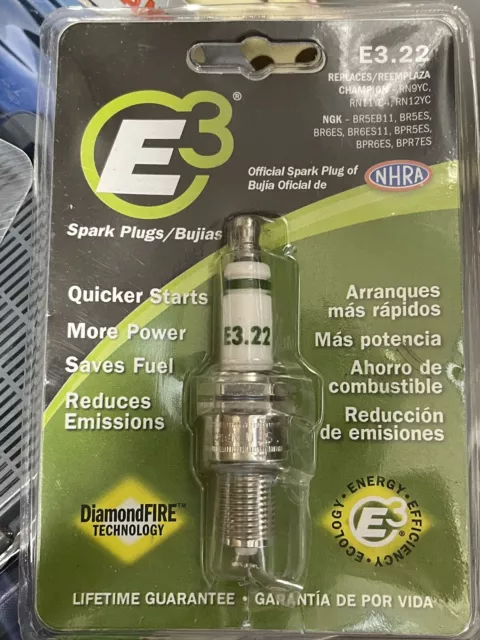 E3.22
REPLACES/REEMPLAZA
CHAMPION - RN9YC,
RN12YC
NGK - BR5EB11, BR5ES,
BR6ES, BR6ES11, BPR5ES,
BPR6ES, BPR7ES
E3®
Official Spark Plug of
Bujía Oficial de
NHRA
Spark Plugs/Bujias
Quicker Starts
More Power
Saves Fuel
Reduces
Emissions
E3.22
Arranques
más rápidos
Más potencia
Ahorro de
combustible
Reducción
de emisiones
DiamondFIRE™
TECHNOLOGY
ENERGY • EFFICIENCY • ECOLOGY •
E3
LIFETIME GUARANTEE • GARANTÍA DE POR VIDA